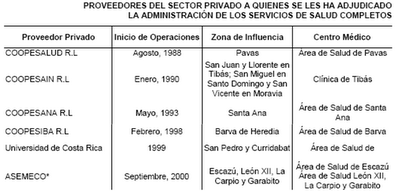 PROVEEDORES DEL SECTOR PRIVADO A QUIENES SE LES HA ADJUDICADO
LA ADMINISTRACIÓN DE LOS SERVICIOS DE SALUD COMPLETOS
Proveedor Privado Inicio de Operaciones Zona de Influencia Centro Médico
COOPESALUD R.L Agosto, 1988 Pavas Área de Salud de Pavas
San Juan y Llorente en
COOPESAIN R.L Enero, 1990 Tibás; San Miguel en Clínica de Tibás
Santo Domingo y San
Vicente en Moravia
COOPESANA R.L Mayo, 1993 Santa Ana Área de Salud de Santa
Ana
COOPESIBA R.L Febrero, 1998 Barva de Heredia Área de Salud de Barva
Universidad de Costa Rica 1999 San Pedro y Curridabat Área de Salud de
Área de Salud de Escazú
ASEMECO* Septiembre, 2000 Escazú, León XII, La Área de Salud León XII,
Carpio y Garabito La Carpio y Garabito